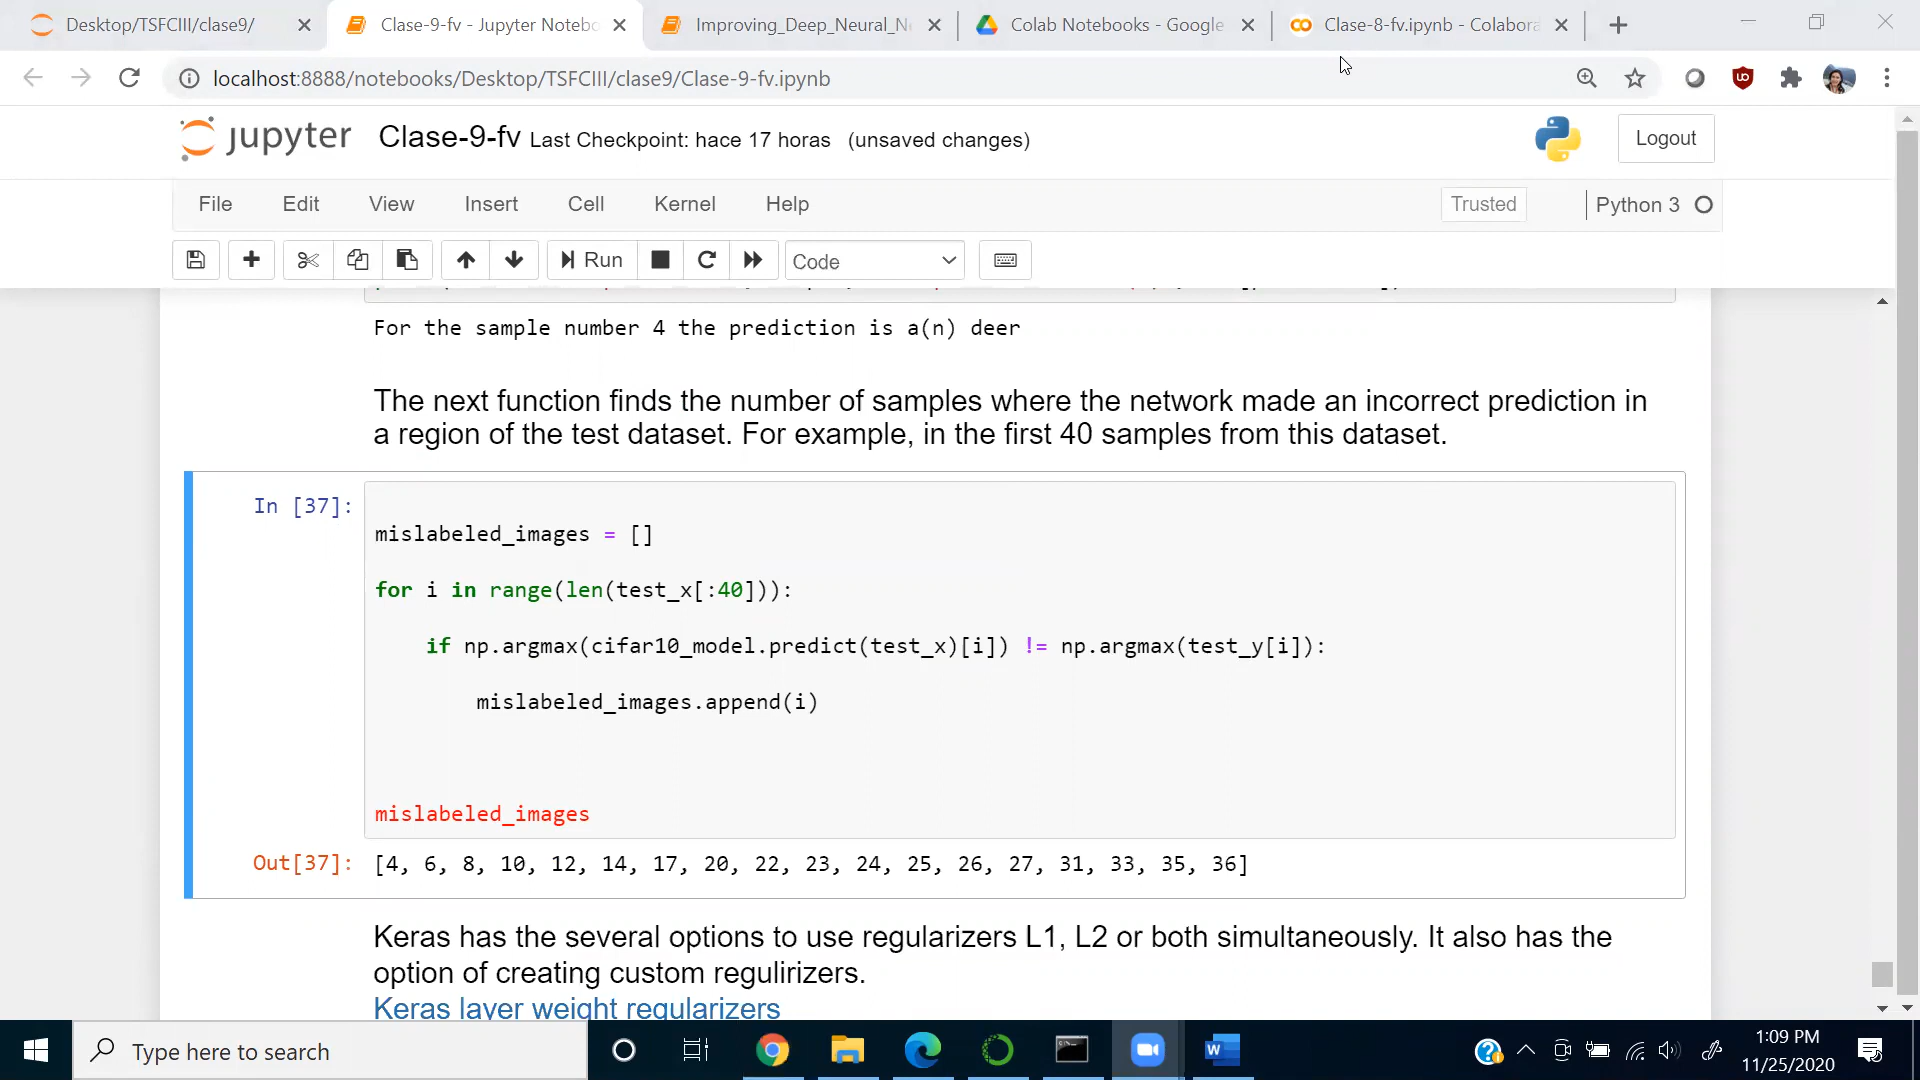 Desktop/TSFCIII/clase9/
Clase-9-fv - Jupyter Notebo
Improving_Deep_Neural_N
Colab Notebooks - Google
Clase-8-fv.ipynb - Colabora
localhost:8888/notebooks/Desktop/TSFCIII/clase9/Clase-9-fv.ipynb
jupyter Clase-9-fv Last Checkpoint: hace 17 horas (unsaved changes)
Logout
File Edit View Insert Cell Kernel Help
Trusted
Python 3
Run
Code
For the sample number 4 the prediction is a(n) deer
The next function finds the number of samples where the network made an incorrect prediction in
a region of the test dataset. For example, in the first 40 samples from this dataset.
In [37]:
mislabeled_images = []
for i in range(len(test_x[:40])):
if np.argmax(cifar10_model.predict(test_x)[i]) != np.argmax(test_y[i]):
mislabeled_images.append(i)
mislabeled_images
Out[37]: [4, 6, 8, 10, 12, 14, 17, 20, 22, 23, 24, 25, 26, 27, 31, 33, 35, 36]
Keras has the several options to use regularizers L1, L2 or both simultaneously. It also has the
option of creating custom regulirizers.
Keras layer weight regularizers
Type here to search
1:09 PM
11/25/2020